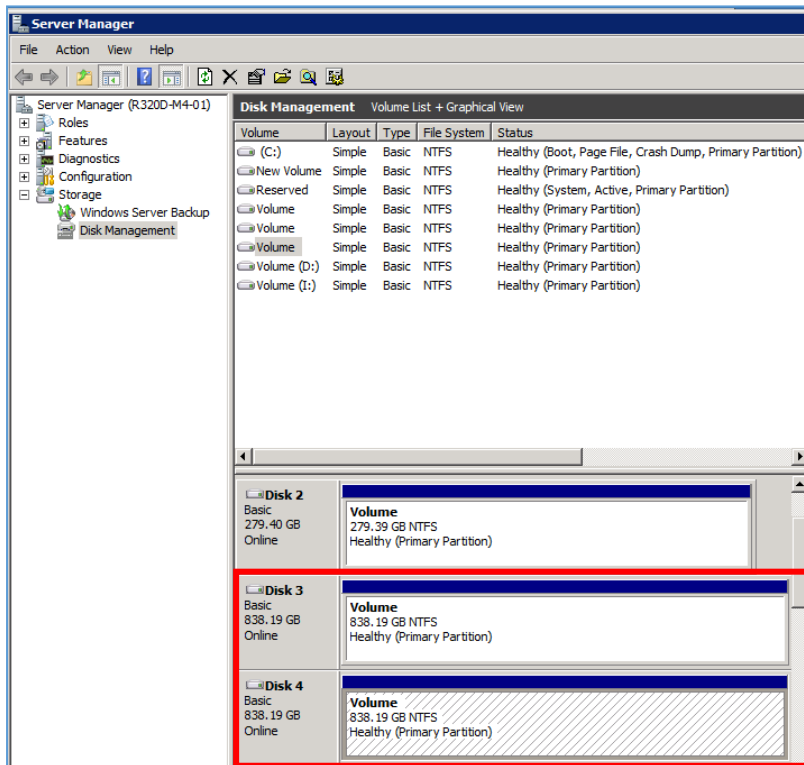 Server Manager
File Action View Help
Server Manager (R320D-M4-01)
Roles
Features
Diagnostics
Configuration
Storage
Windows Server Backup
Disk Management
Disk Management Volume List + Graphical View
Volume Layout Type File System Status
(C:) Simple Basic NTFS Healthy (Boot, Page File, Crash Dump, Primary Partition)
New Volume Simple Basic NTFS Healthy (Primary Partition)
Reserved Simple Basic NTFS Healthy (System, Active, Primary Partition)
Volume Simple Basic NTFS Healthy (Primary Partition)
Volume Simple Basic NTFS Healthy (Primary Partition)
Volume Simple Basic NTFS Healthy (Primary Partition)
Volume (D:) Simple Basic NTFS Healthy (Primary Partition)
Volume (I:) Simple Basic NTFS Healthy (Primary Partition)
Disk 2
Basic
279.40 GB
Online
Volume
279.39 GB NTFS
Healthy (Primary Partition)
Disk 3
Basic
838.19 GB
Online
Volume
838.19 GB NTFS
Healthy (Primary Partition)
Disk 4
Basic
838.19 GB
Online
Volume
838.19 GB NTFS
Healthy (Primary Partition)